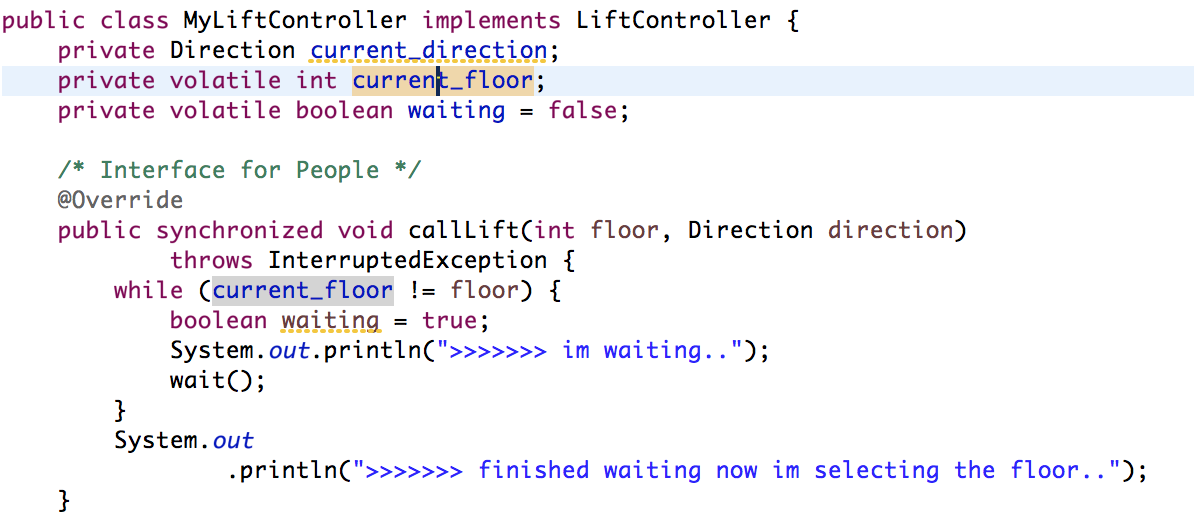 public class MyLiftController implements LiftController {
    private Direction current_direction;
    private volatile int current_floor;
    private volatile boolean waiting = false;

    /* Interface for People */
    @Override
    public synchronized void callLift(int floor, Direction direction)
            throws InterruptedException {
        while (current_floor != floor) {
            boolean waiting = true;
            System.out.println(">>>>>>> im waiting..");
            wait();
        }
        System.out
                .println(">>>>>>> finished waiting now im selecting the floor..");
    }